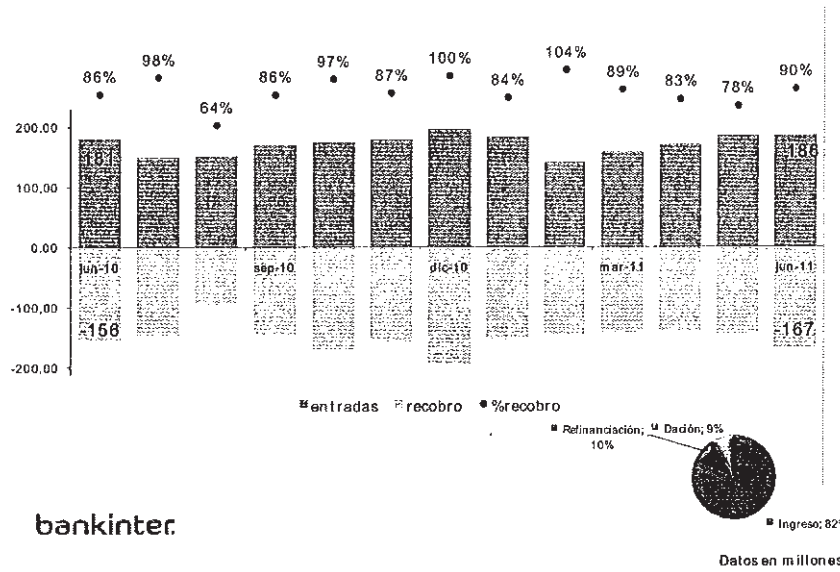 86% 98% 64% 86% 97% 87% 100% 84% 104% 89% 83% 78% 90%
200,00
181 186
100,00
0,00
jun-10 sep-10 dic-10 mar-11 jun-11
-100,00
-156 -167
-200,00
entradas recobro %recobro
Refinanciación; 10%
Dación; 9%
Ingreso; 82
bankinter.
Datos en millones